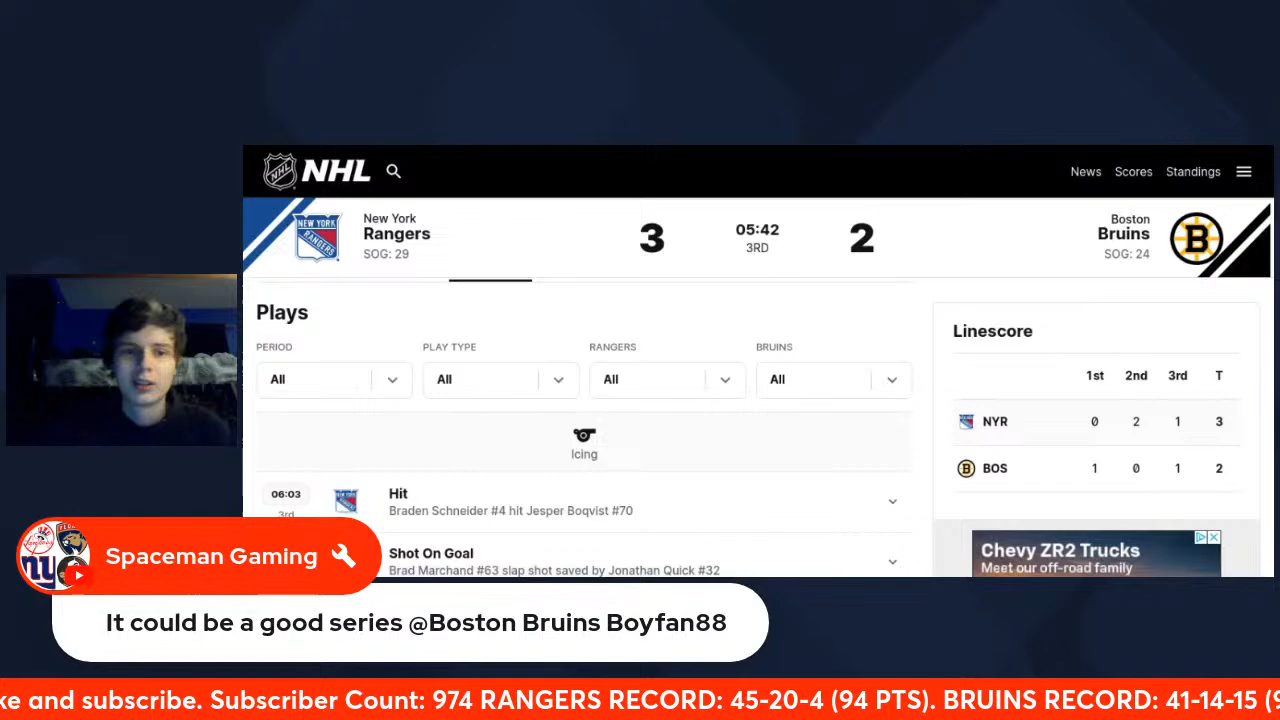 NHL
News Scores Standings
NEW YORK
RANGERS
New York
Rangers
SOG: 29
3
05:42
3RD
2
Boston
Bruins
SOG: 24
B
Plays
PERIOD PLAY TYPE RANGERS BRUINS
All All All All
Icing
06:03
3rd
Hit
Braden Schneider #4 hit Jesper Boqvist #70
Shot On Goal
Brad Marchand #63 slap shot saved by Jonathan Quick #32
Linescore
1st 2nd 3rd T
NYR 0 2 1 3
BOS 1 0 1 2
Chevy ZR2 Trucks
Meet our off-road family
Spaceman Gaming
It could be a good series @Boston Bruins Boyfan88
ke and subscribe. Subscriber Count: 974 RANGERS RECORD: 45-20-4 (94 PTS). BRUINS RECORD: 41-14-15 (9